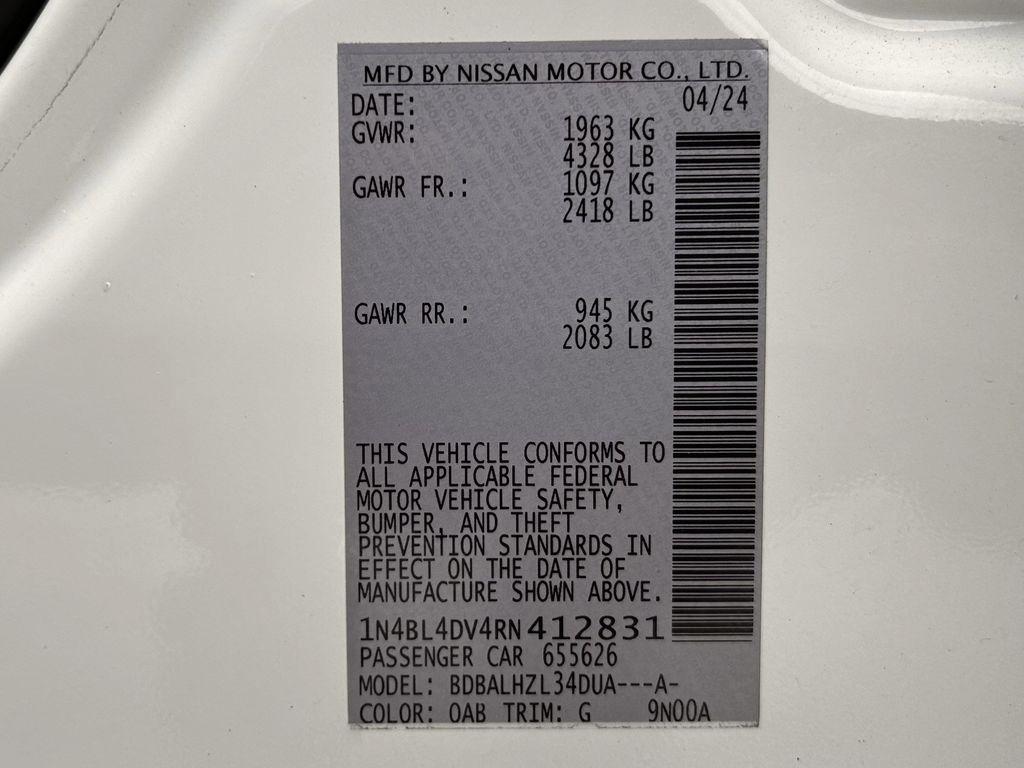 MFD BY NISSAN MOTOR CO., LTD.
DATE: 04/24
GVWR: 1963 KG
4328 LB
GAWR FR.: 1097 KG
2418 LB
GAWR RR.: 945 KG
2083 LB
THIS VEHICLE CONFORMS TO
ALL APPLICABLE FEDERAL
MOTOR VEHICLE SAFETY,
BUMPER, AND THEFT
PREVENTION STANDARDS IN
EFFECT ON THE DATE OF
MANUFACTURE SHOWN ABOVE.
1N4BL4DV4RN412831
PASSENGER CAR 655626
MODEL: BDBALHZL34DUA---A-
COLOR: QAB TRIM: G 9N00A